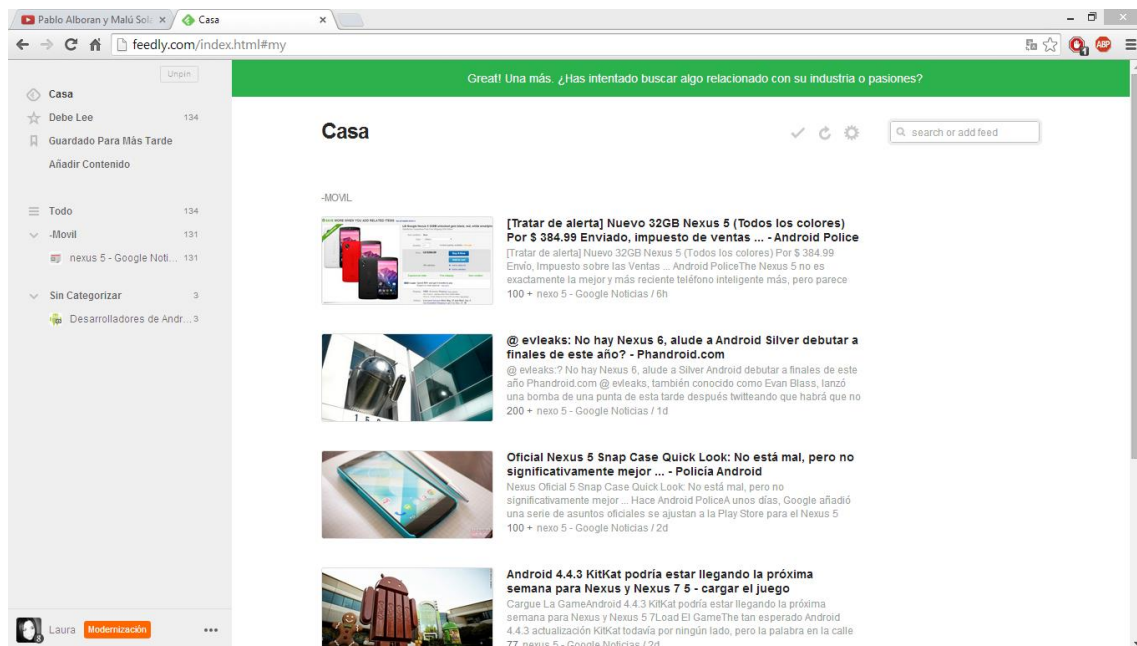 Pablo Alboran y Malú Sol
Casa
feedly.com/index.html#my
ABP
Unpin
Great! Una más. ¿Has intentado buscar algo relacionado con su industria o pasiones?
Casa
Debe Lee 134
Guardado Para Más Tarde
Añadir Contenido
Todo 134
-Movil 131
nexus 5 - Google Noti... 131
Sin Categorizar 3
Desarrolladores de Andr... 3
Laura Modernización
Casa
search or add feed
-MOVIL
[Tratar de alerta] Nuevo 32GB Nexus 5 (Todos los colores)
Por $ 384.99 Enviado, impuesto de ventas ... - Android Police
[Tratar de alerta] Nuevo 32GB Nexus 5 (Todos los colores) Por $ 384.99
Envío, Impuesto sobre las Ventas ... Android PoliceThe Nexus 5 no es
exactamente la mejor y más reciente teléfono inteligente más, pero parece
100 + nexo 5 - Google Noticias / 6h
@ evleaks: No hay Nexus 6, alude a Android Silver debutar a
finales de este año? - Phandroid.com
@ evleaks:? No hay Nexus 6, alude a Silver Android debutar a finales de este
año Phandroid.com @ evleaks, también conocido como Evan Blass, lanzó
una bomba de una punta de esta tarde después twitteando que habrá que no
200 + nexo 5 - Google Noticias / 1d
Oficial Nexus 5 Snap Case Quick Look: No está mal, pero no
significativamente mejor ... - Policía Android
Nexus Oficial 5 Snap Case Quick Look: No está mal, pero no
significativamente mejor ... Hace Android PoliceA unos días, Google añadió
una serie de asuntos oficiales se ajustan a la Play Store para el Nexus 5
100 + nexo 5 - Google Noticias / 2d
Android 4.4.3 KitKat podría estar llegando la próxima
semana para Nexus y Nexus 7 5 - cargar el juego
Cargue La GameAndroid 4.4.3 KitKat podría estar llegando la próxima
semana para Nexus y Nexus 5 7Load El GameThe tan esperado Android
4.4.3 actualización KitKat todavía por ningún lado, pero la palabra en la calle
77 nexus 5 - Google Noticias / 2d